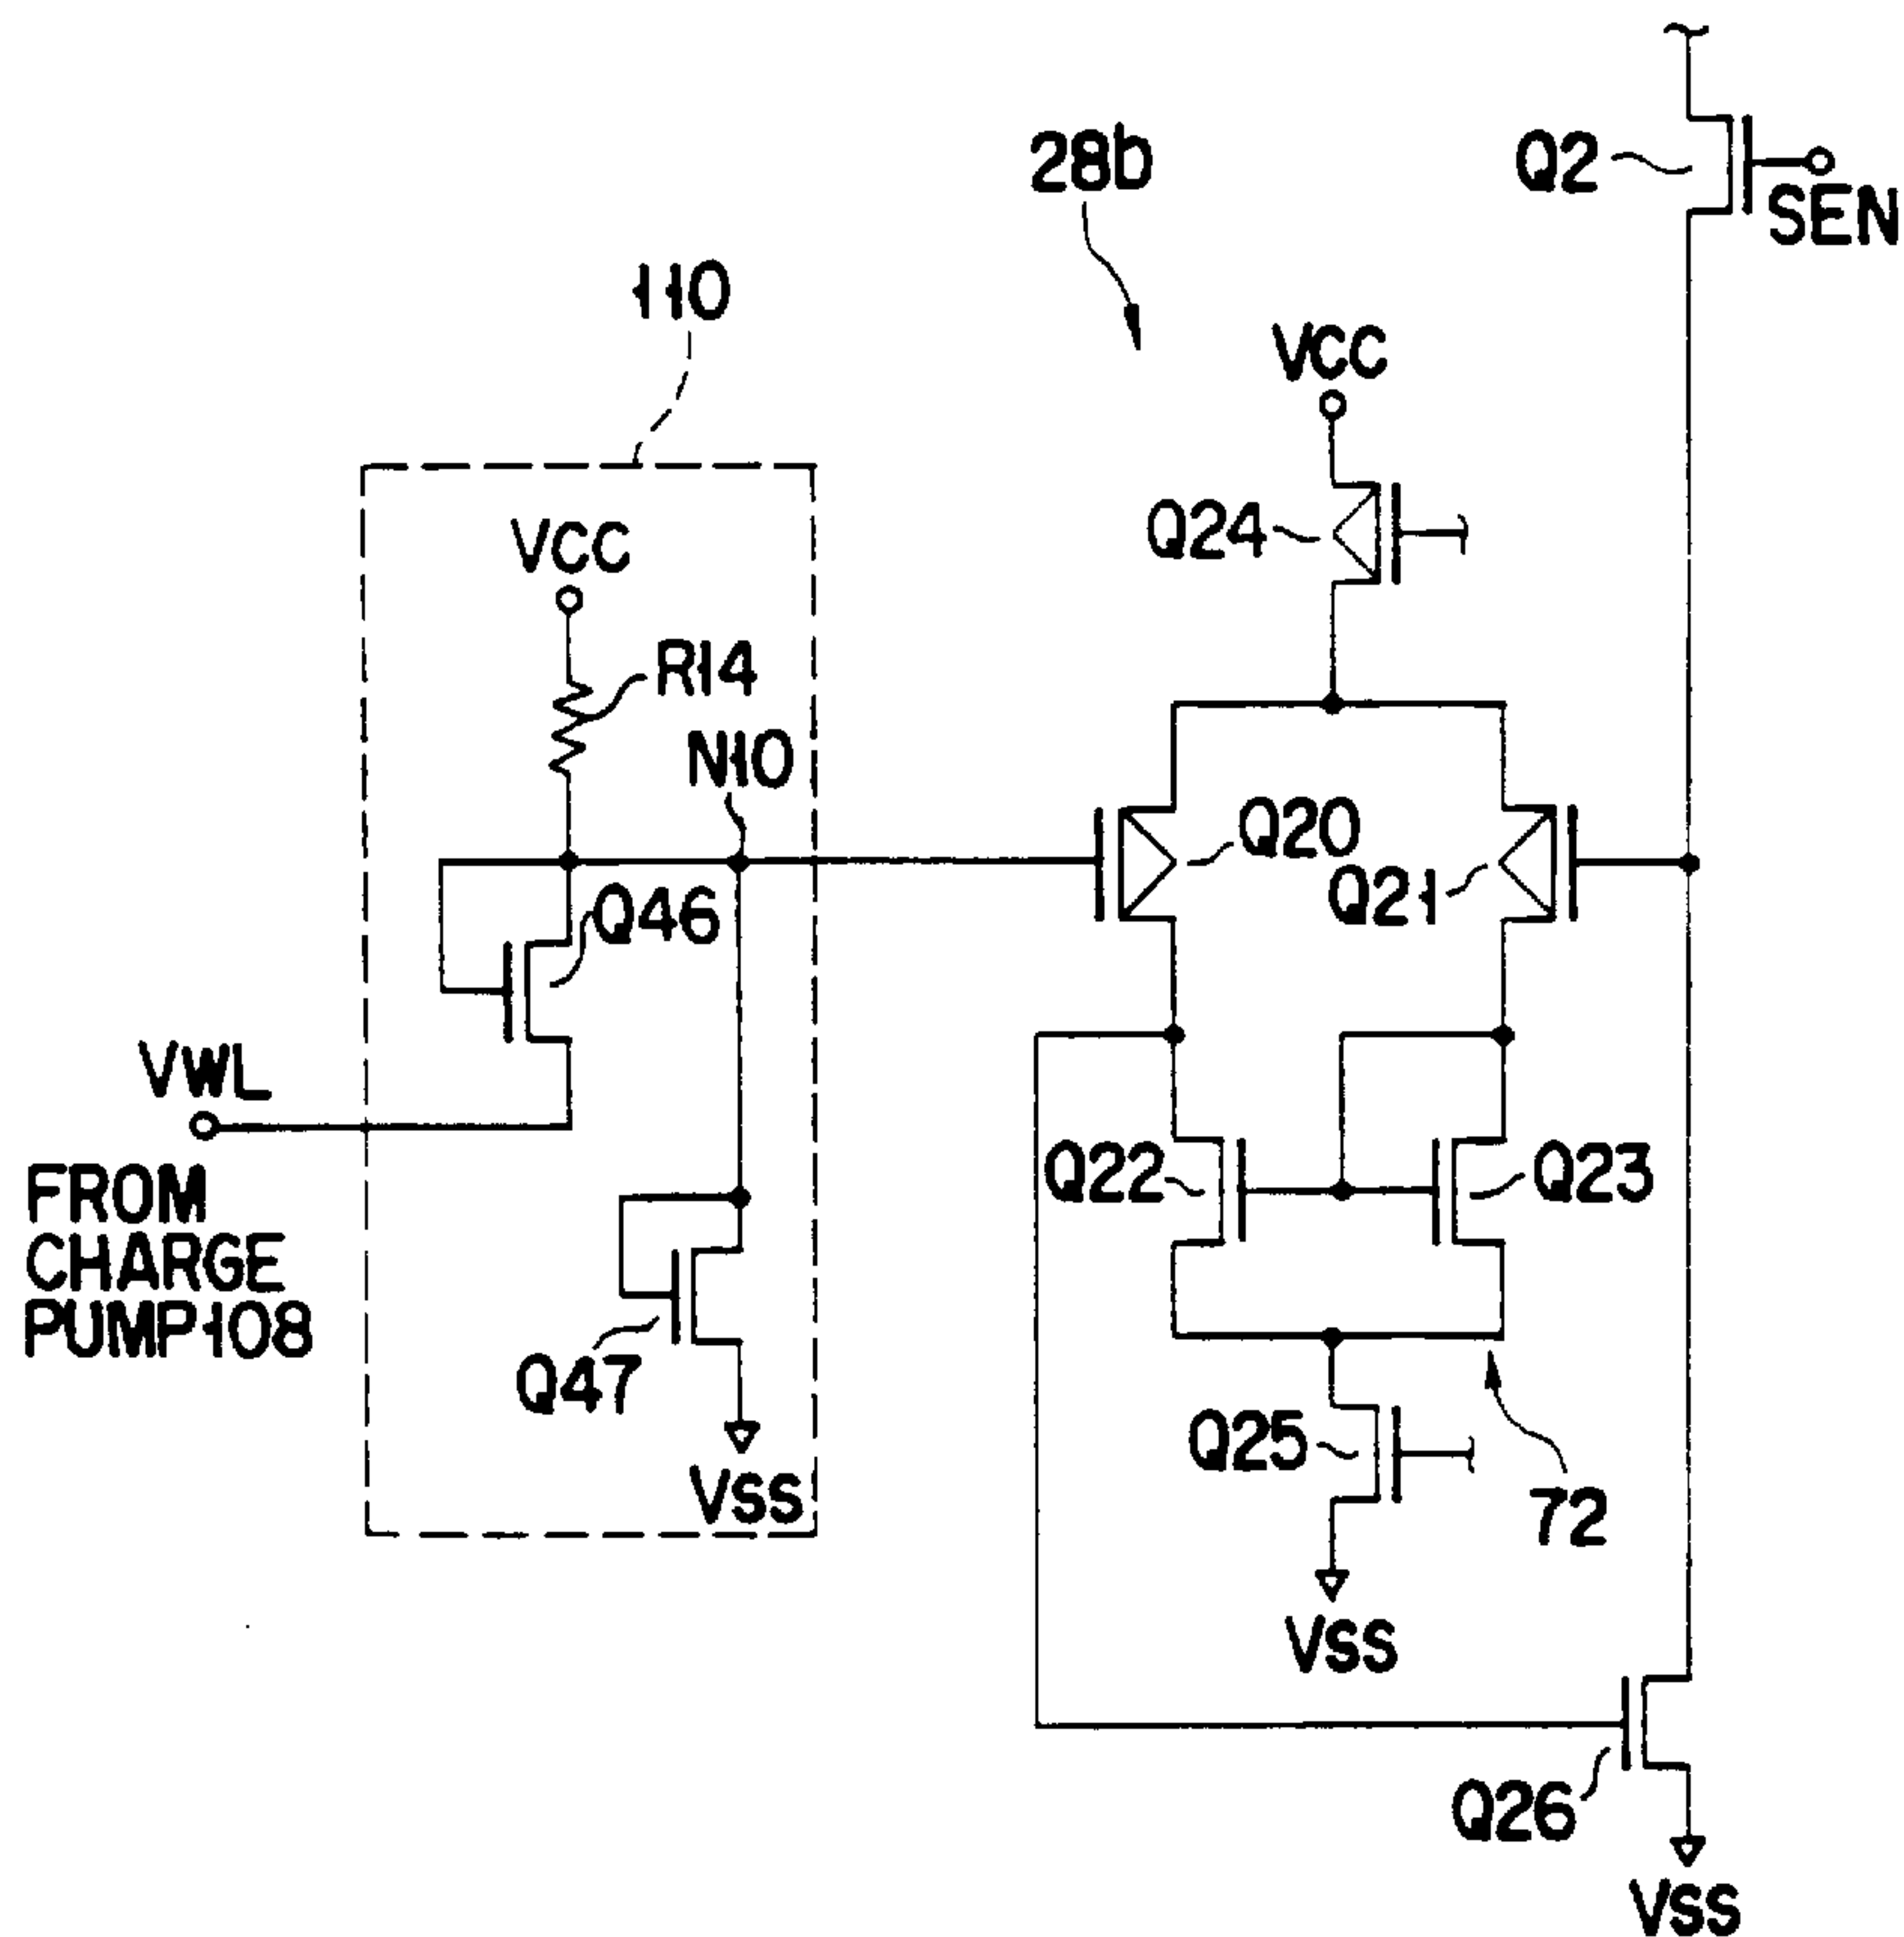 28b
Q2
SEN
110
VCC
VCC
Q24
R14
N10
Q20
Q21
Q46
VWL
FROM
CHARGE
PUMP108
Q22
Q23
Q47
VSS
Q25
72
VSS
Q26
VSS